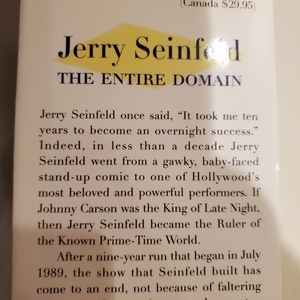 (Canada $29.95)
Jerry Seinfeld
THE ENTIRE DOMAIN
Jerry Seinfeld once said, “It took me ten
years to become an overnight success.”
Indeed, in less than a decade Jerry
Seinfeld went from a gawky, baby-faced
stand-up comic to one of Hollywood’s
most beloved and powerful performers. If
Johnny Carson was the King of Late Night,
then Jerry Seinfeld became the Ruler of
the Known Prime-Time World.
After a nine-year run that began in July
1989, the show that Seinfeld built has
come to an end, not because of faltering